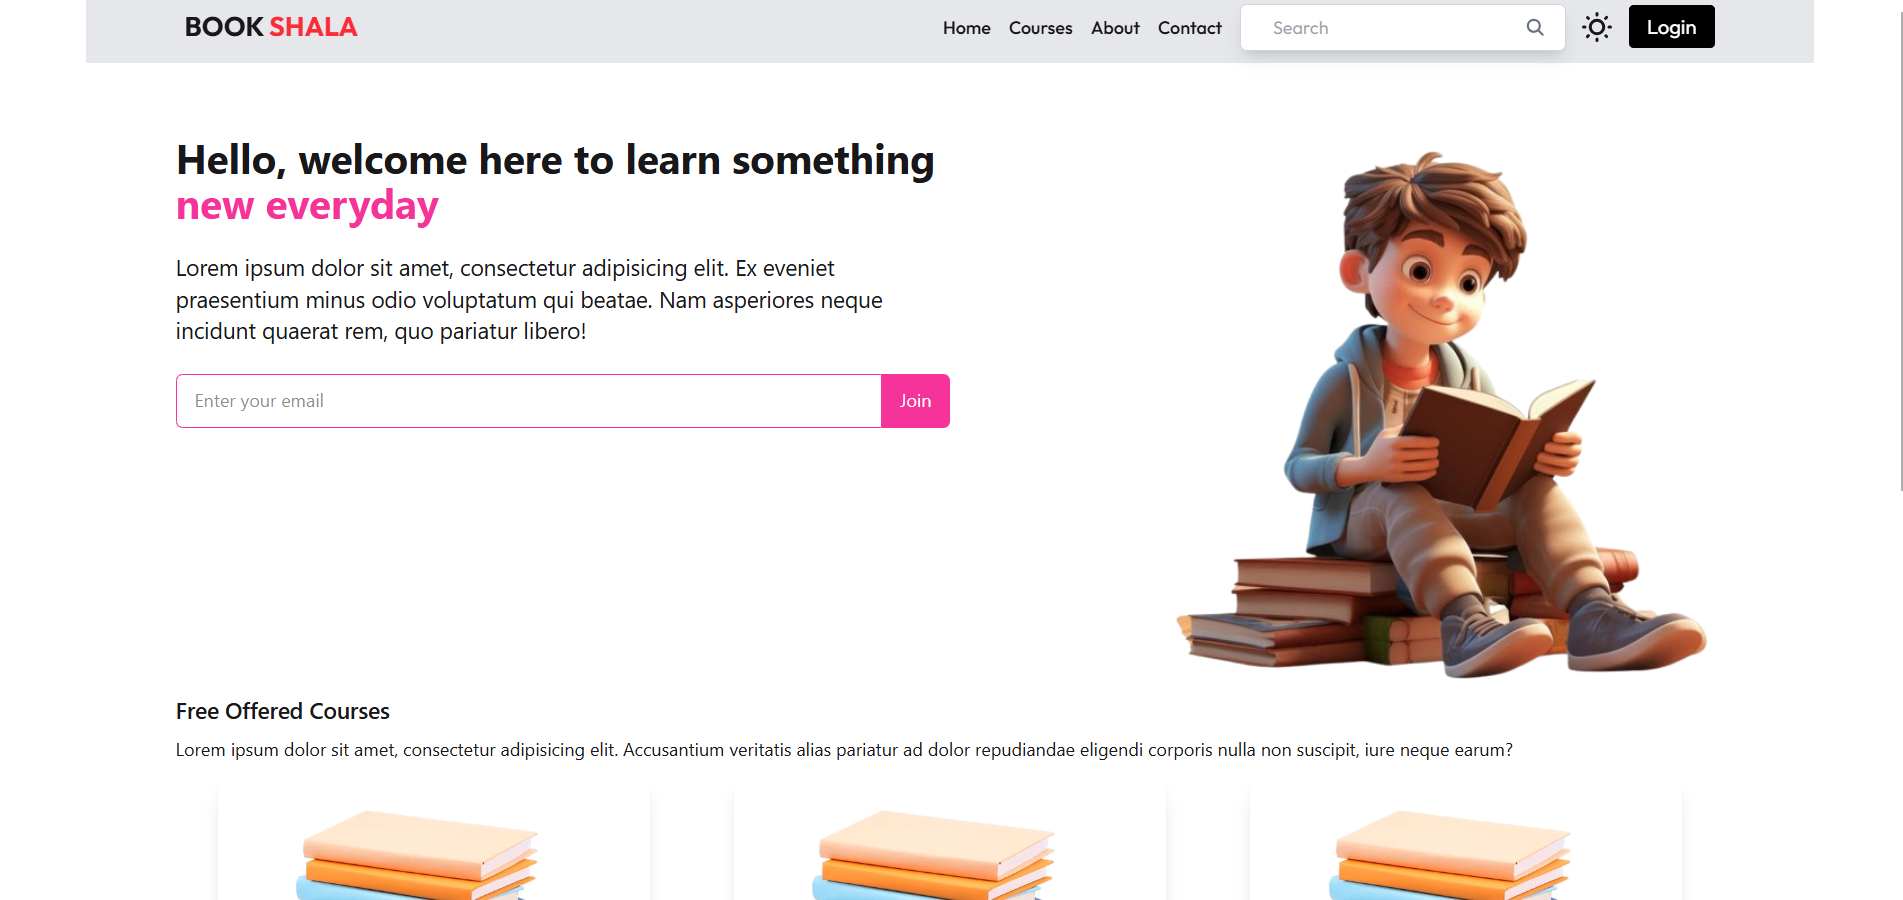 BOOK SHALA
Home Courses About Contact Search Login
Hello, welcome here to learn something
new everyday
Lorem ipsum dolor sit amet, consectetur adipisicing elit. Ex eveniet
praesentium minus odio voluptatum qui beatae. Nam asperiores neque
incidunt quaerat rem, quo pariatur libero!
Enter your email Join
Free Offered Courses
Lorem ipsum dolor sit amet, consectetur adipisicing elit. Accusantium veritatis alias pariatur ad dolor repudiandae eligendi corporis nulla non suscipit, iure neque earum?